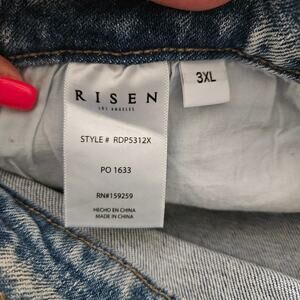 RISEN
LOS ANGELES
3XL
STYLE # RDP5312X
PO 1633
RN#159259
HECHO EN CHINA
MADE IN CHINA